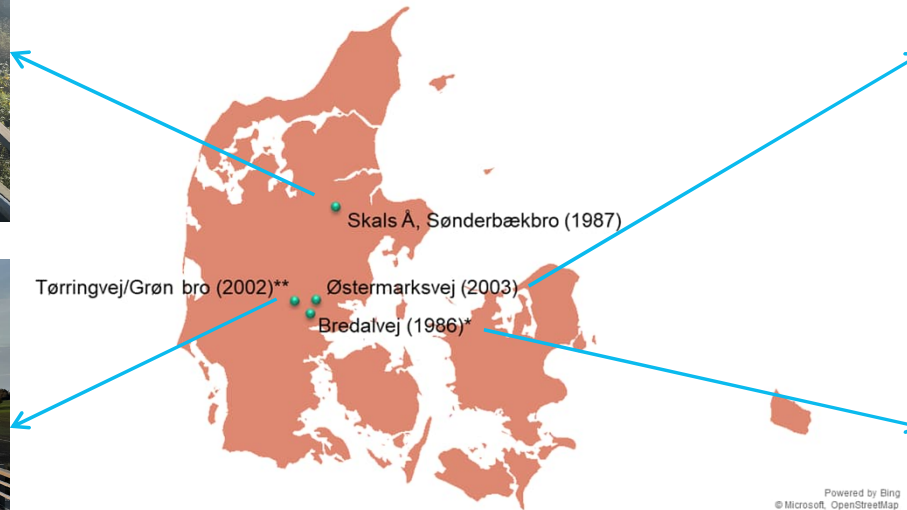 Skals Å, Sønderbækbro (1987)
Tørringvej/Grøn bro (2002)**
Østermarksvej (2003)
Bredalvej (1986)*
Powered by Bing
© Microsoft, OpenStreetMap